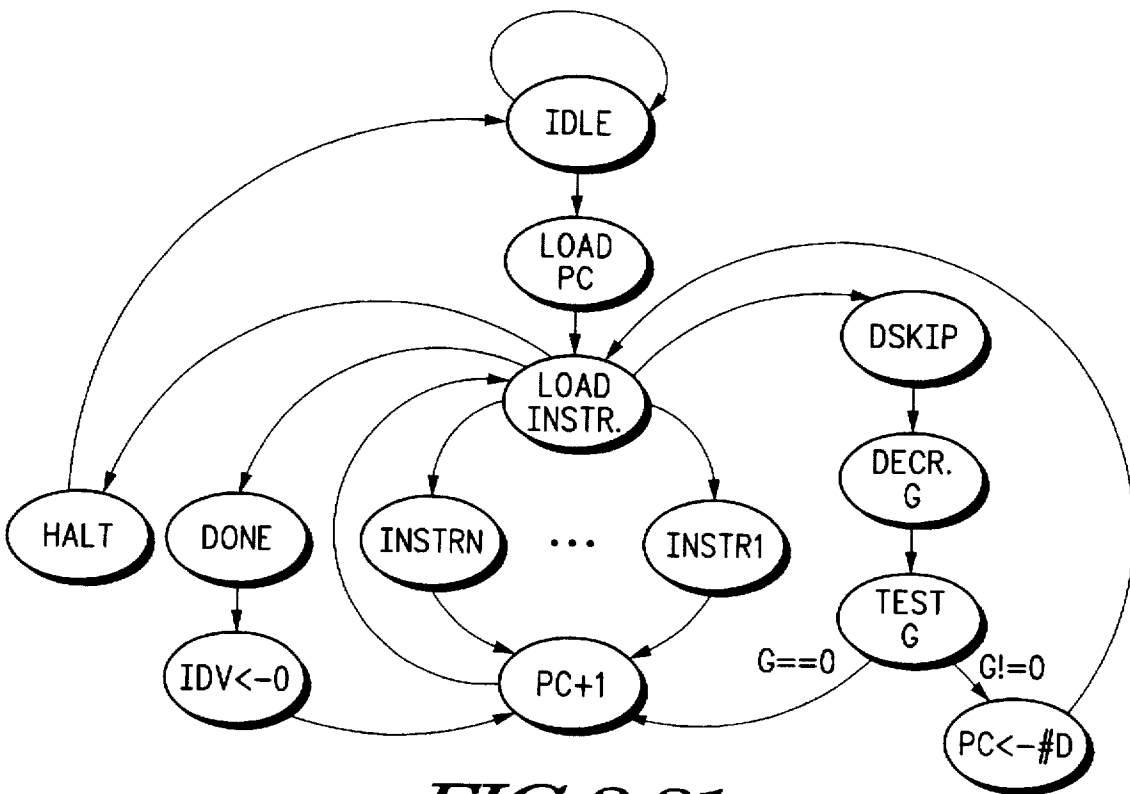 IDLE
LOAD
PC
DSKIP
LOAD
INSTR.
DECR.
G
HALT
DONE
INSTRN
...
INSTR1
TEST
G
G==0
G!=0
IDV<-0
PC+1
PC<-#D